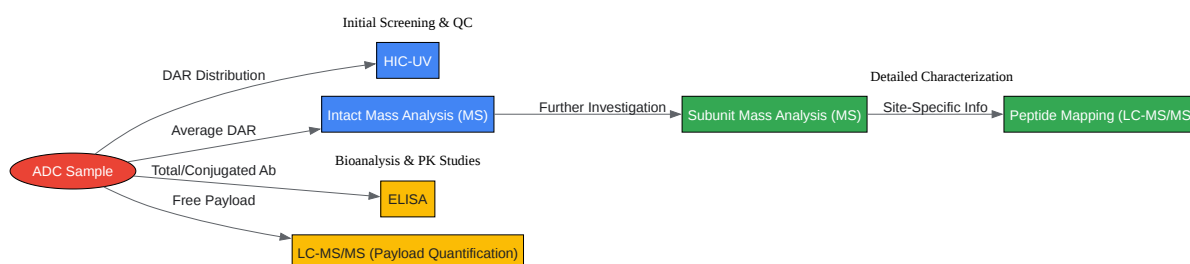 Initial Screening & QC
HIC-UV
DAR Distribution
Detailed Characterization
Intact Mass Analysis (MS)
Further Investigation
Subunit Mass Analysis (MS)
Site-Specific Info
Peptide Mapping (LC-MS/MS
Average DAR
Bioanalysis & PK Studies
ADC Sample
Total/Conjugated Ab
ELISA
Free Payload
LC-MS/MS (Payload Quantification)